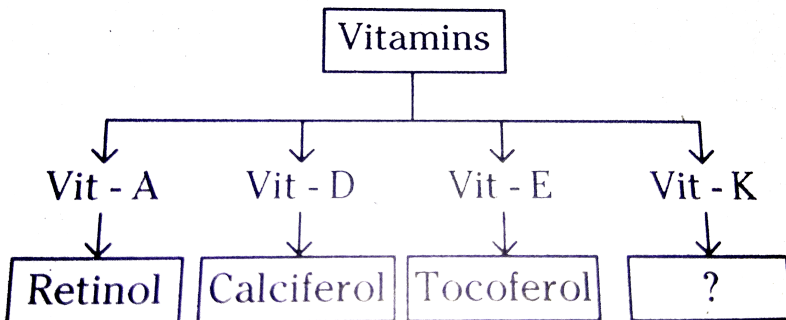 Vitamins
Vit - A Vit - D Vit - E Vit - K
Retinol Calciferol Tocoferol ?